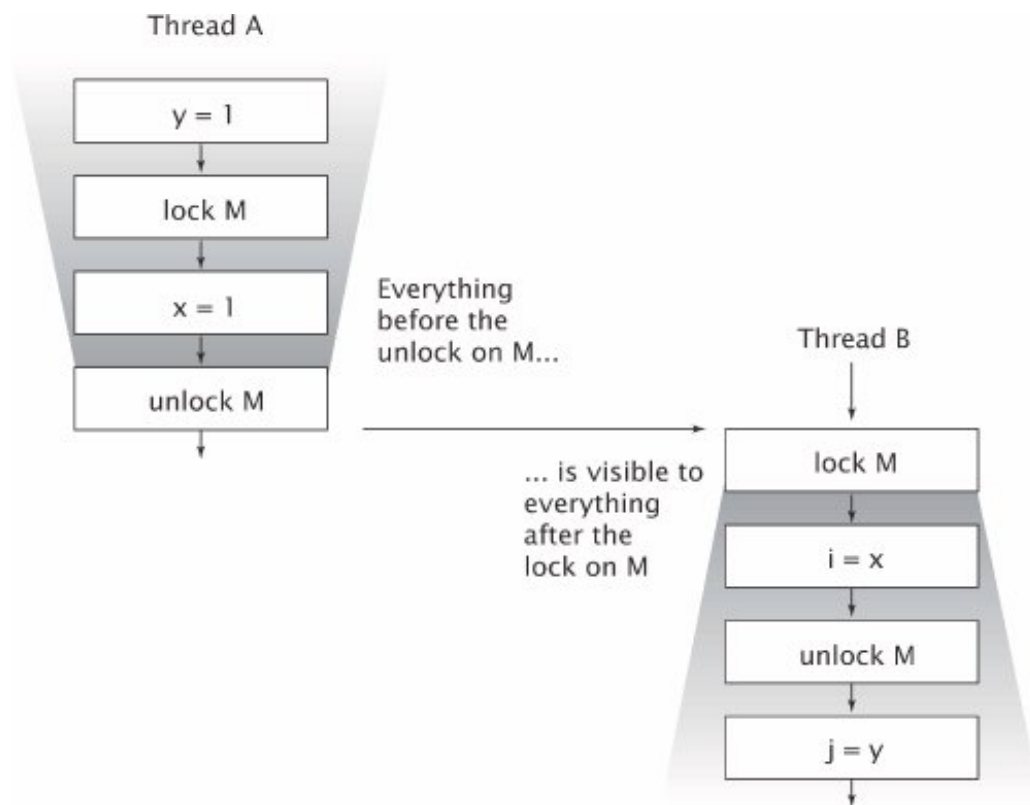 Thread A
y = 1
lock M
x = 1
unlock M
Everything
before the
unlock on M...
Thread B
... is visible to
everything
after the
lock on M
lock M
i = x
unlock M
j = y